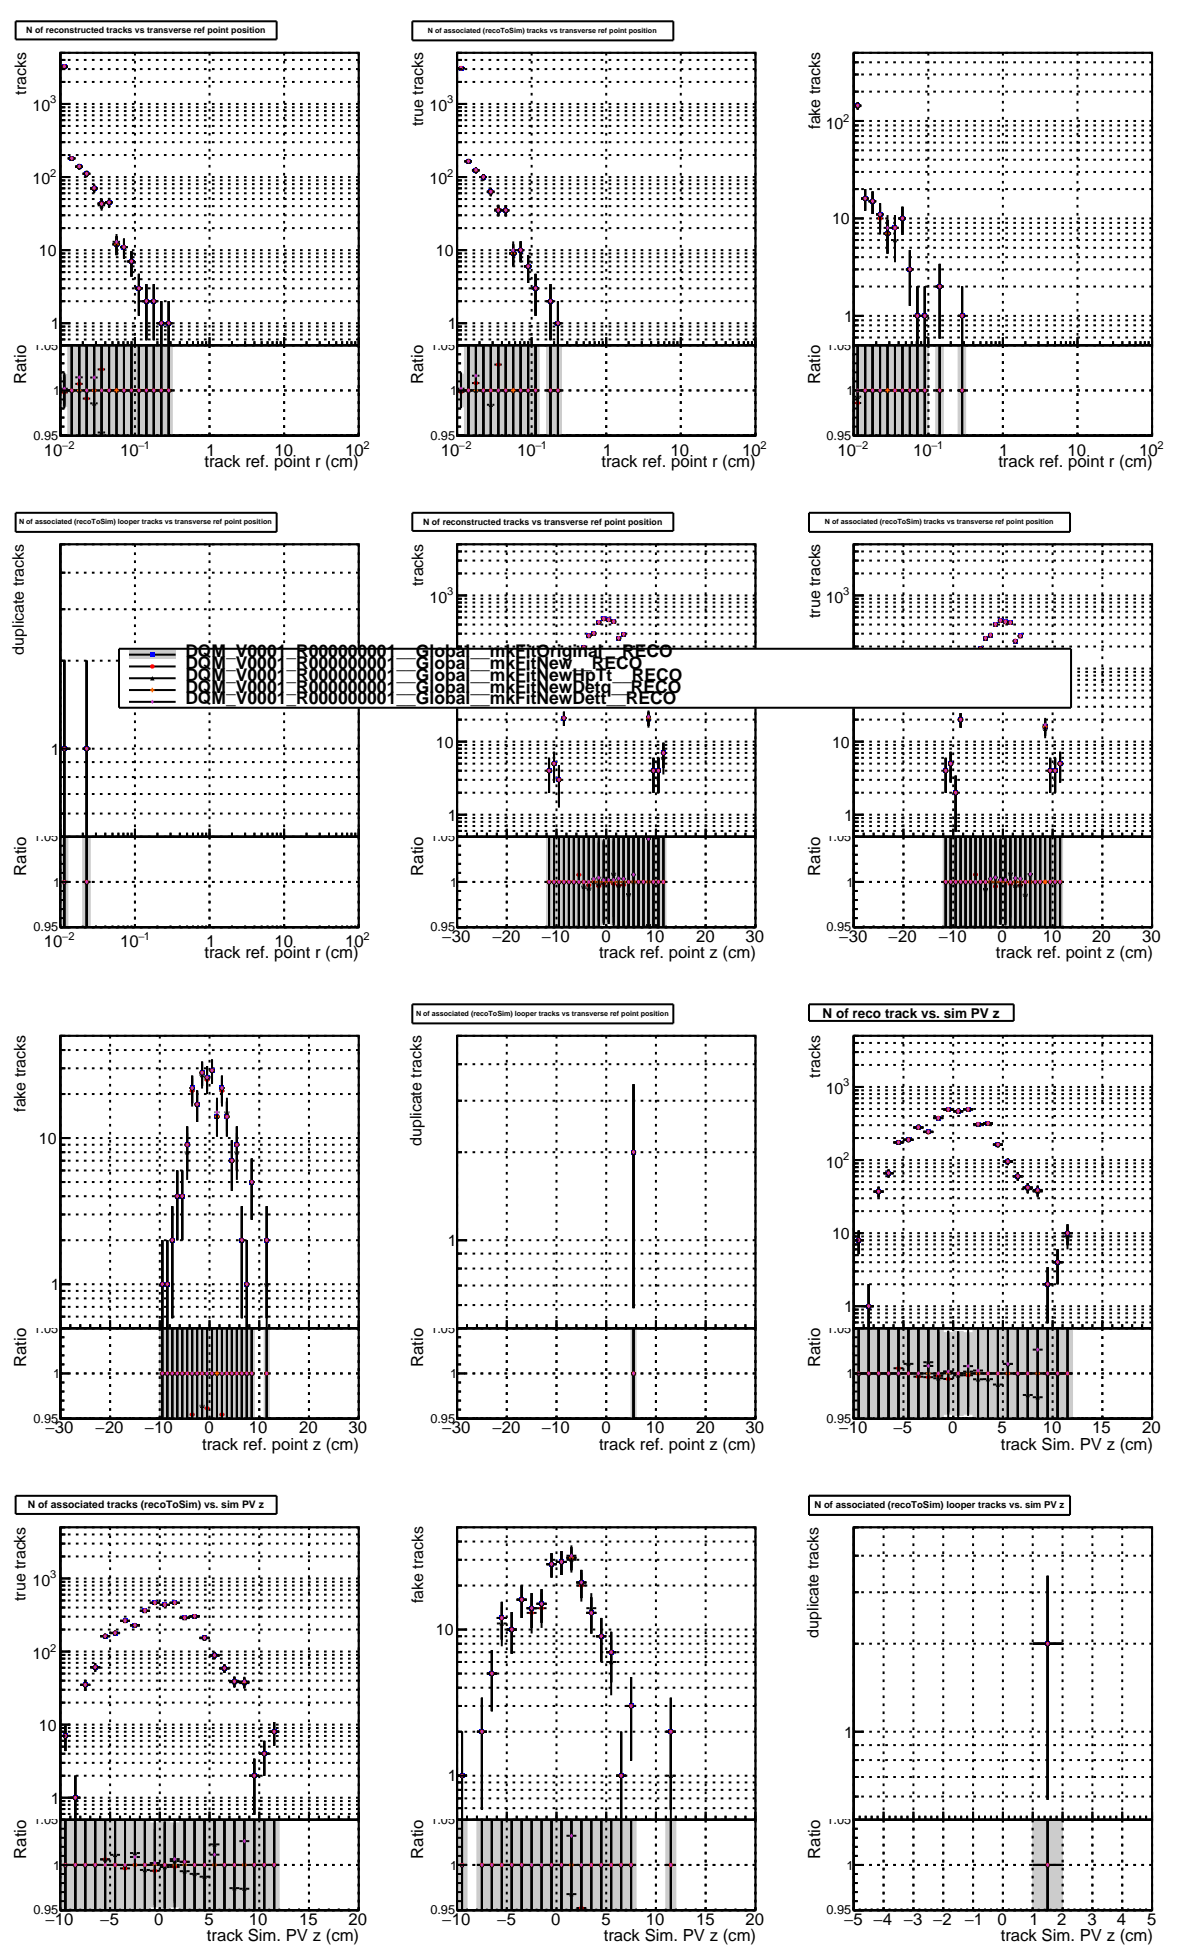 N of reconstructed tracks vs transverse ref point position
tracks
10³
10²
10
1
Ratio
1.05
1
0.95
10⁻² 10⁻¹ 1 10 10²
track ref. point r (cm)
N of associated (recoToSim) tracks vs transverse ref point position
true tracks
10³
10²
10
1
Ratio
1.05
1
0.95
10⁻² 10⁻¹ 1 10 10²
track ref. point r (cm)
fake tracks
10²
10
1
Ratio
1.05
1
0.95
10⁻² 10⁻¹ 1 10 10²
track ref. point r (cm)
N of associated (recoToSim) looper tracks vs transverse ref point position
duplicate tracks
1
Ratio
1.05
1
0.95
10⁻² 10⁻¹ 1 10 10²
track ref. point r (cm)
N of reconstructed tracks vs transverse ref point position
tracks
10³
10
1
Ratio
1.05
1
0.95
−30 −20 −10 0 10 20 30
track ref. point z (cm)
N of associated (recoToSim) tracks vs transverse ref point position
true tracks
10³
10
1
Ratio
1.05
1
0.95
−30 −20 −10 0 10 20 30
track ref. point z (cm)
DQM_V0001_R000000001__Global__mkFitOriginal__RECO
DQM_V0001_R000000001__Global__mkFitNew__RECO
DQM_V0001_R000000001__Global__mkFitNewHpTt__RECO
DQM_V0001_R000000001__Global__mkFitNewDetq__RECO
DQM_V0001_R000000001__Global__mkFitNewDett__RECO
fake tracks
10
1
Ratio
1.05
1
0.95
−30 −20 −10 0 10 20 30
track ref. point z (cm)
N of associated (recoToSim) looper tracks vs transverse ref point position
duplicate tracks
1
Ratio
1.05
1
0.95
−30 −20 −10 0 10 20 30
track ref. point z (cm)
N of reco track vs. sim PV z
tracks
10³
10²
10
1
Ratio
1.05
1
0.95
−10 −5 0 5 10 15 20
track Sim. PV z (cm)
N of associated tracks (recoToSim) vs. sim PV z
true tracks
10³
10²
10
1
Ratio
1.05
1
0.95
−10 −5 0 5 10 15 20
track Sim. PV z (cm)
fake tracks
10
1
Ratio
1.05
1
0.95
−10 −5 0 5 10 15 20
track Sim. PV z (cm)
N of associated (recoToSim) looper tracks vs. sim PV z
duplicate tracks
1
Ratio
1.05
1
0.95
−5 −4 −3 −2 −1 0 1 2 3 4 5
track Sim. PV z (cm)